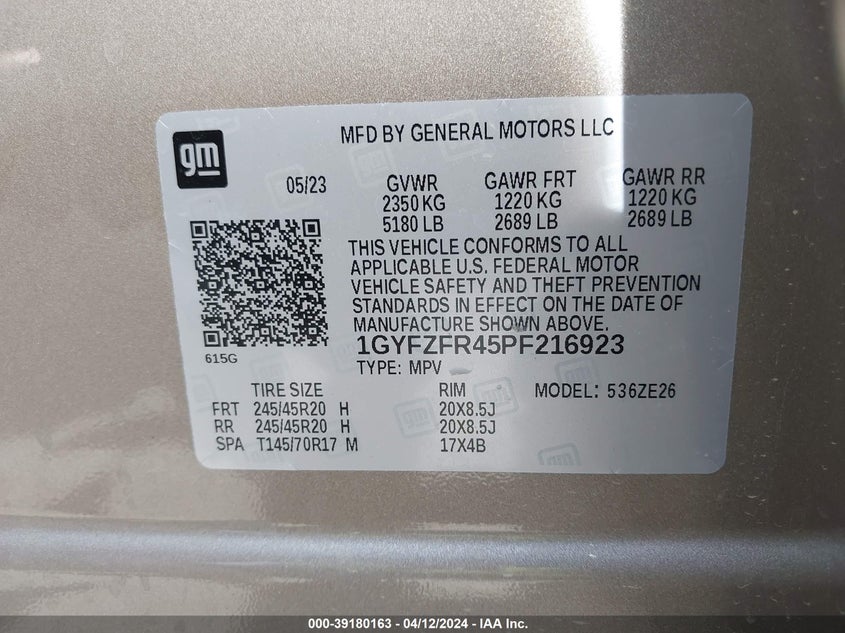 gm
MFD BY GENERAL MOTORS LLC
05/23
GVWR GAWR FRT GAWR RR
2350 KG 1220 KG 1220 KG
5180 LB 2689 LB 2689 LB
THIS VEHICLE CONFORMS TO ALL
APPLICABLE U.S. FEDERAL MOTOR
VEHICLE SAFETY AND THEFT PREVENTION
STANDARDS IN EFFECT ON THE DATE OF
MANUFACTURE SHOWN ABOVE.
1GYFZFR45PF216923
615G
TYPE: MPV
TIRE SIZE RIM MODEL: 536ZE26
FRT 245/45R20 H 20X8.5J
RR 245/45R20 H 20X8.5J
SPA T145/70R17 M 17X4B
000-39180163 - 04/12/2024 - IAA Inc.